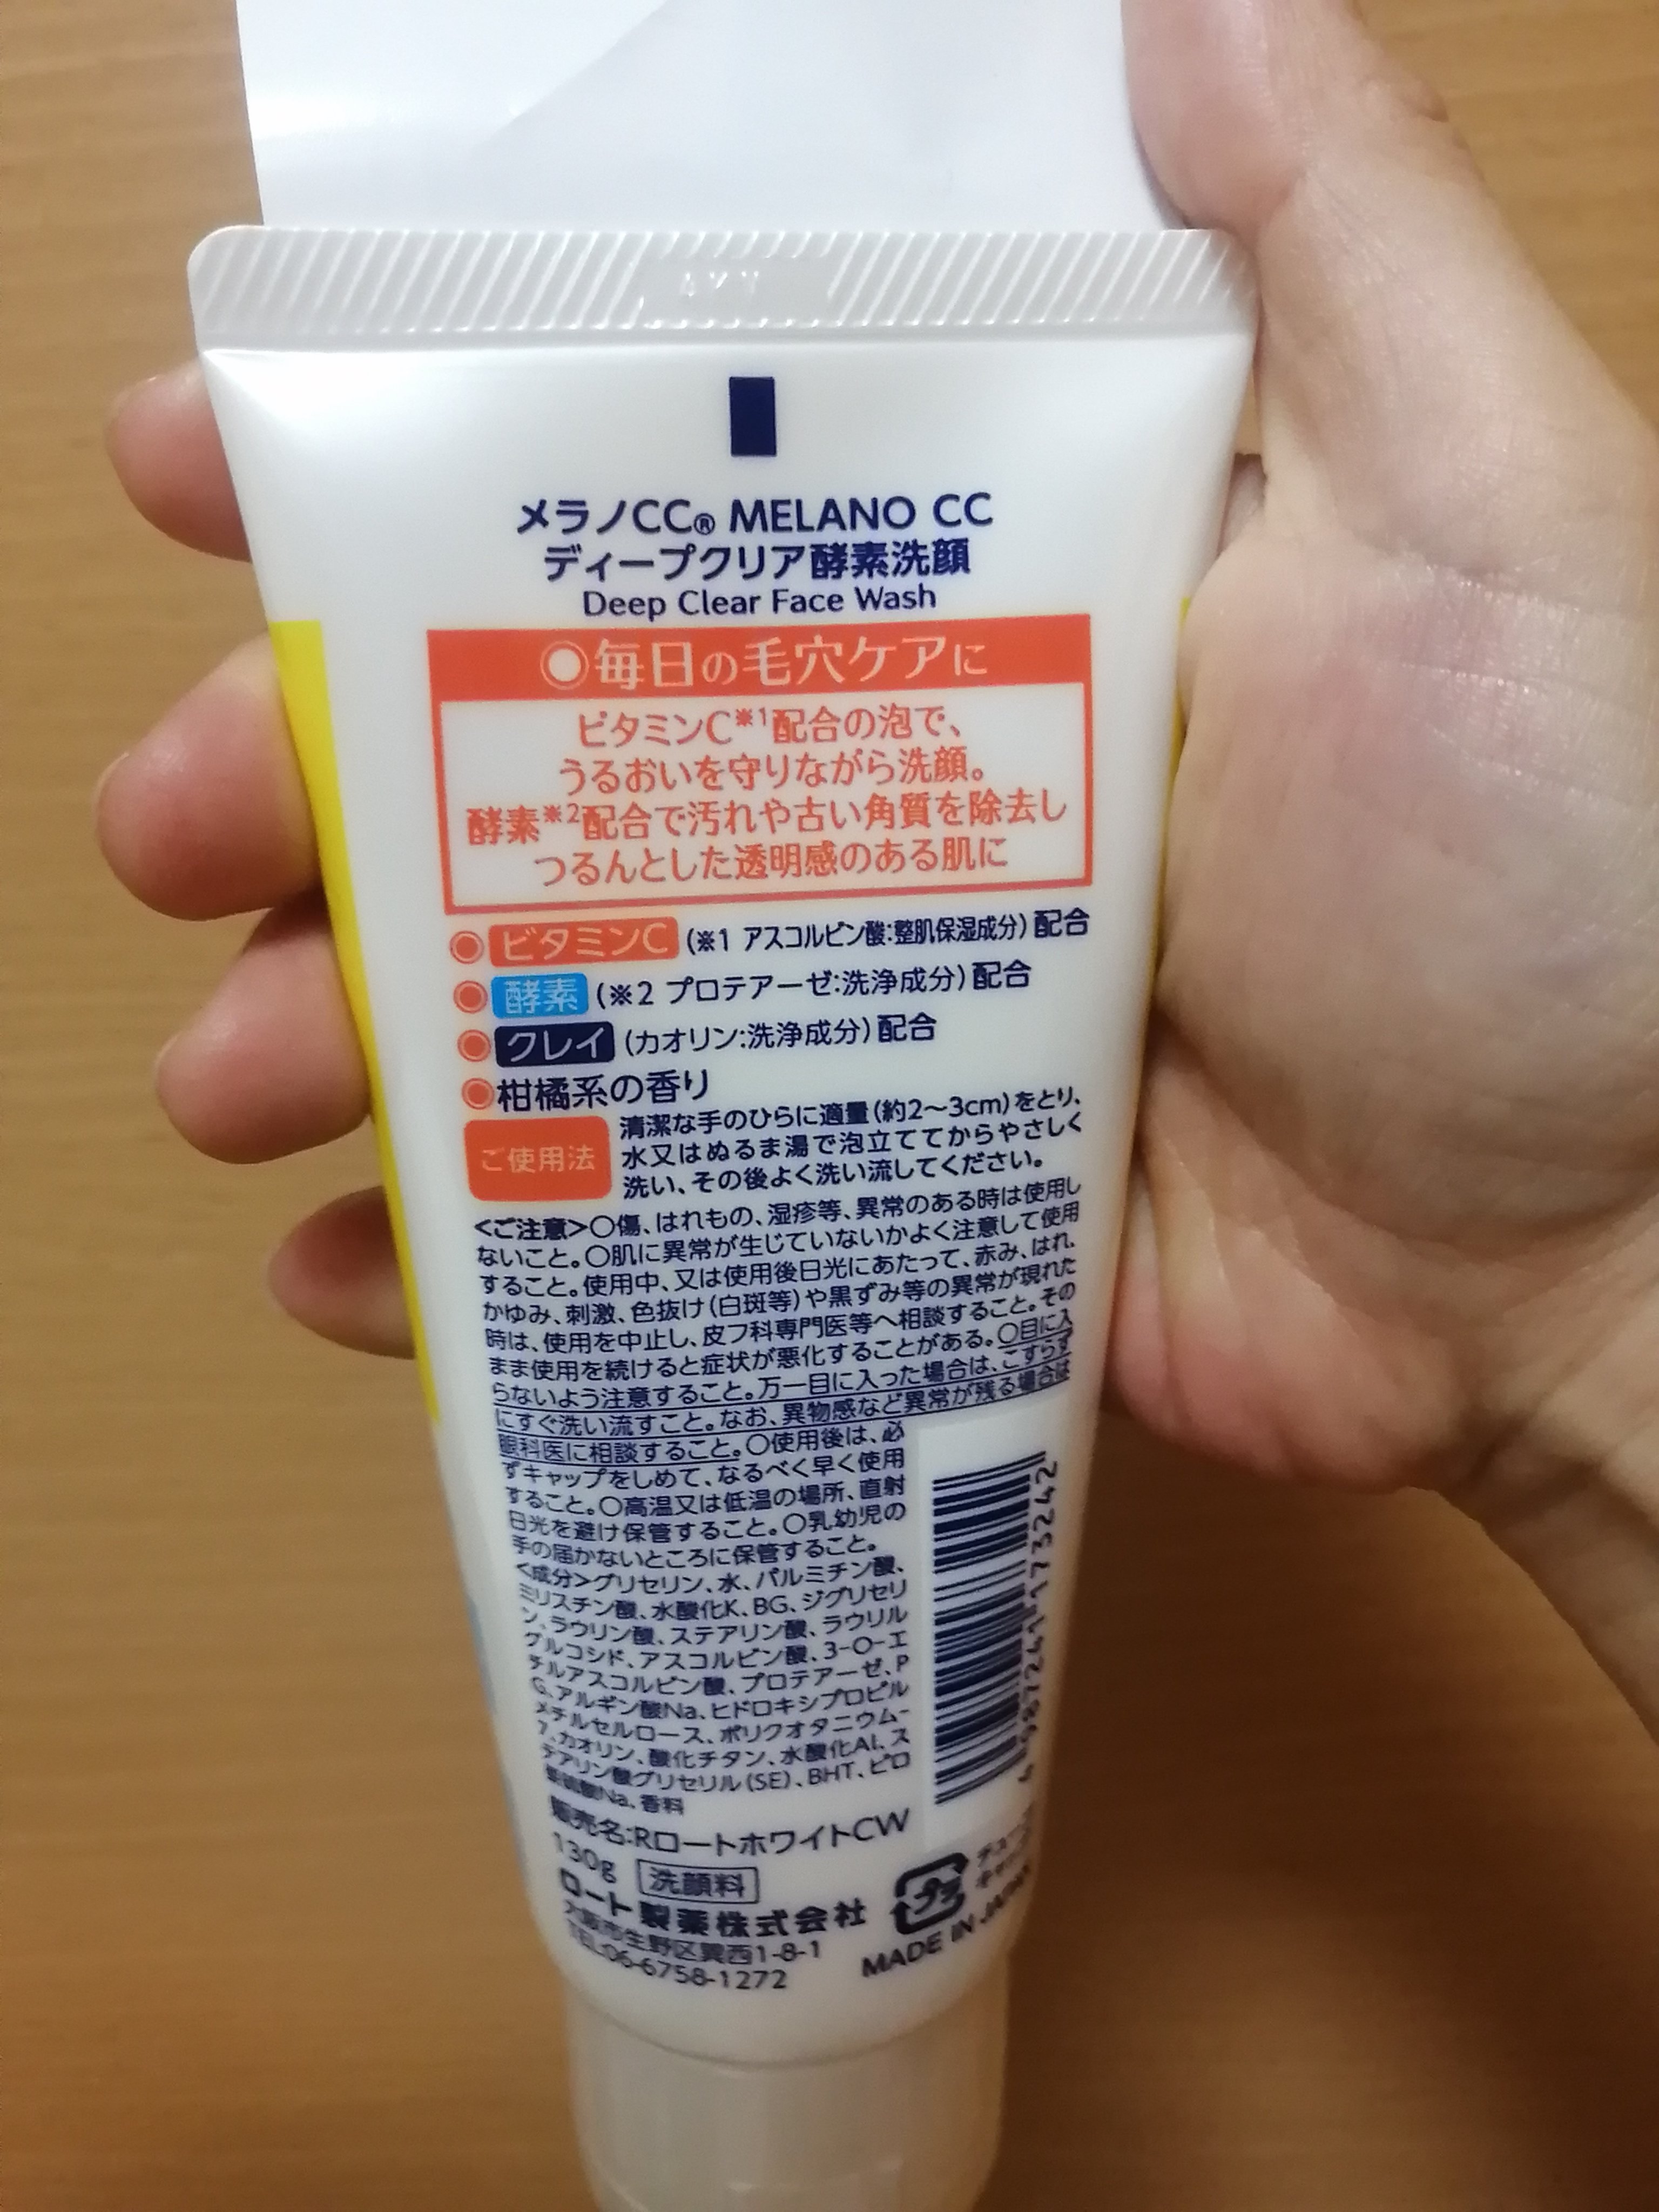 メラノCC® MELANO CC
ディープクリア酵素洗顔
Deep Clear Face Wash
◉毎日の毛穴ケアに
ビタミンC※1配合の泡で、
うるおいを守りながら洗顔。
酵素※2配合で汚れや古い角質を除去し
つるんとした透明感のある肌に
◉ビタミンC(※1 アスコルビン酸:整肌保湿成分)配合
◉酵素(※2 プロテアーゼ:洗浄成分)配合
◉クレイ(カオリン:洗浄成分)配合
◉柑橘系の香り
ご使用法
清潔な手のひらに適量(約2〜3cm)をとり、
水又はぬるま湯で泡立ててからやさしく
洗い、その後よく洗い流してください。
<ご注意>○傷、はれもの、湿疹等、異常のある時は使用し
ないこと。○肌に異常が生じていないかよく注意して使用
すること。使用中、又は使用後日光にあたって、赤み、はれ、
かゆみ、刺激、色抜け(白斑等)や黒ずみ等の異常が現れた
時は、使用を中止し、皮フ科専門医等へ相談すること。その
まま使用を続けると症状が悪化することがある。○目に入
らないよう注意すること。万一目に入った場合は、こすらず
にすぐ洗い流すこと。なお、異物感など異常が残る場合は
眼科医に相談すること。○使用後は、必
ずキャップをしめて、なるべく早く使用
すること。○高温又は低温の場所、直射
日光を避け保管すること。○乳幼児の
手の届かないところに保管すること。
<成分>グリセリン、水、パルミチン酸、
ミリスチン酸、水酸化K、BG、ジグリセリ
ン、ラウリン酸、ステアリン酸、ラウリル
グルコシド、アスコルビン酸、3-O-エ
チルアスコルビン酸、プロテアーゼ、P
G、アルギン酸Na、ヒドロキシプロピル
メチルセルロース、ポリクオタニウム-
7、カオリン、酸化チタン、水酸化Al、ス
テアリン酸グリセリル(SE)、BHT、ピロ
亜硫酸Na、香料
販売名:RロートホワイトCW
130g 洗顔料
ロート製薬株式会社
大阪市生野区巽西1-8-1
TEL:06-6758-1272
プラ
MADE IN JAPAN
4 987241 173242